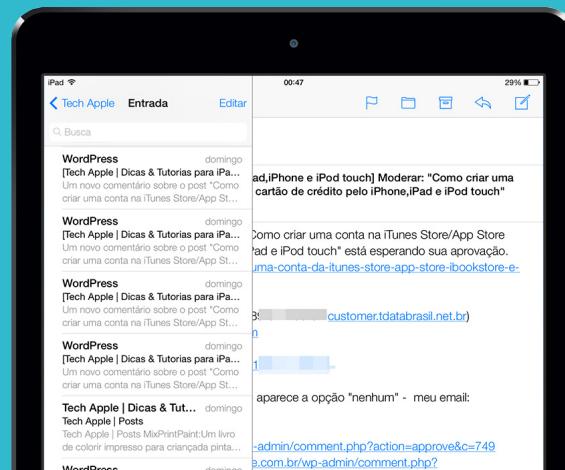 iPad
00:47
29%
Tech Apple
Entrada
Editar
Busca
WordPress domingo
[Tech Apple | Dicas & Tutorias para iPa...
Um novo comentário sobre o post "Como
criar uma conta na iTunes Store/App St...
WordPress domingo
[Tech Apple | Dicas & Tutorias para iPa...
Um novo comentário sobre o post "Como
criar uma conta na iTunes Store/App St...
WordPress domingo
[Tech Apple | Dicas & Tutorias para iPa...
Um novo comentário sobre o post "Como
criar uma conta na iTunes Store/App St...
WordPress domingo
[Tech Apple | Dicas & Tutorias para iPa...
Um novo comentário sobre o post "Como
criar uma conta na iTunes Store/App St...
Tech Apple | Dicas & Tut... domingo
Tech Apple | Posts
Tech Apple | Posts MixPrintPaint:Um livro
de colorir impresso para criançada pinta...
WordPress domingo
ad,iPhone e iPod touch] Moderar: "Como criar uma
cartão de crédito pelo iPhone,iPad e iPod touch"
Como criar uma conta na iTunes Store/App Store
Pad e iPod touch" está esperando sua aprovação.
uma-conta-da-itunes-store-app-store-ibookstore-e-
customer.tdatabrasil.net.br)
aparece a opção "nenhum" - meu email:
-admin/comment.php?action=approve&c=749
e.com.br/wp-admin/comment.php?